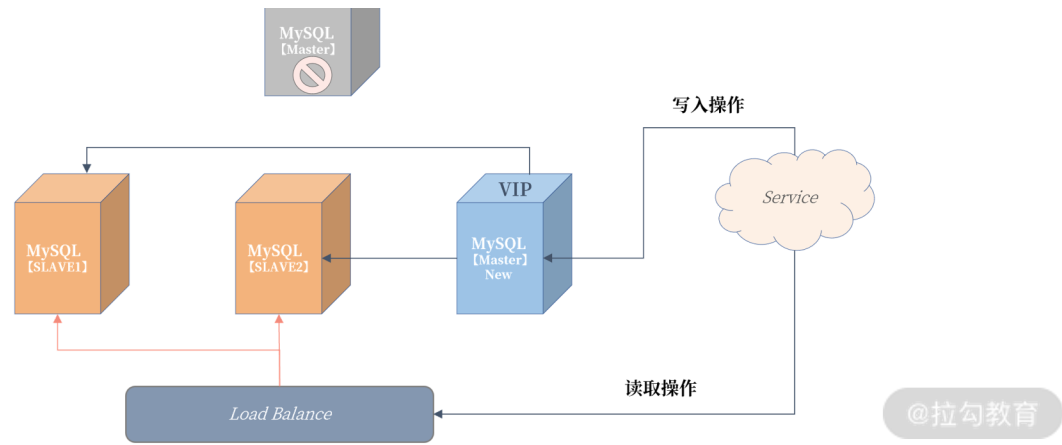 MySQL
【Master】
写入操作
VIP
Service
MySQL
【SLAVE1】
MySQL
【SLAVE2】
MySQL
【Master】
New
读取操作
Load Balance
@拉勾教育